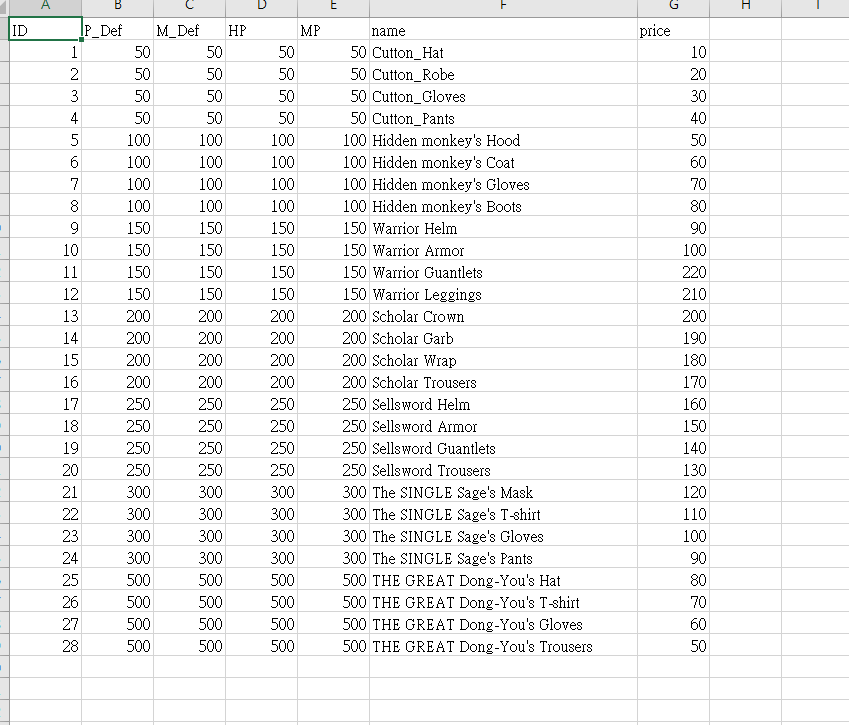 A B C D E F G H I
ID P_Def M_Def HP MP name price
1 50 50 50 50 Cutton_Hat 10
2 50 50 50 50 Cutton_Robe 20
3 50 50 50 50 Cutton_Gloves 30
4 50 50 50 50 Cutton_Pants 40
5 100 100 100 100 Hidden monkey's Hood 50
6 100 100 100 100 Hidden monkey's Coat 60
7 100 100 100 100 Hidden monkey's Gloves 70
8 100 100 100 100 Hidden monkey's Boots 80
9 150 150 150 150 Warrior Helm 90
10 150 150 150 150 Warrior Armor 100
11 150 150 150 150 Warrior Guantlets 220
12 150 150 150 150 Warrior Leggings 210
13 200 200 200 200 Scholar Crown 200
14 200 200 200 200 Scholar Garb 190
15 200 200 200 200 Scholar Wrap 180
16 200 200 200 200 Scholar Trousers 170
17 250 250 250 250 Sellsword Helm 160
18 250 250 250 250 Sellsword Armor 150
19 250 250 250 250 Sellsword Guantlets 140
20 250 250 250 250 Sellsword Trousers 130
21 300 300 300 300 The SINGLE Sage's Mask 120
22 300 300 300 300 The SINGLE Sage's T-shirt 110
23 300 300 300 300 The SINGLE Sage's Gloves 100
24 300 300 300 300 The SINGLE Sage's Pants 90
25 500 500 500 500 THE GREAT Dong-You's Hat 80
26 500 500 500 500 THE GREAT Dong-You's T-shirt 70
27 500 500 500 500 THE GREAT Dong-You's Gloves 60
28 500 500 500 500 THE GREAT Dong-You's Trousers 50